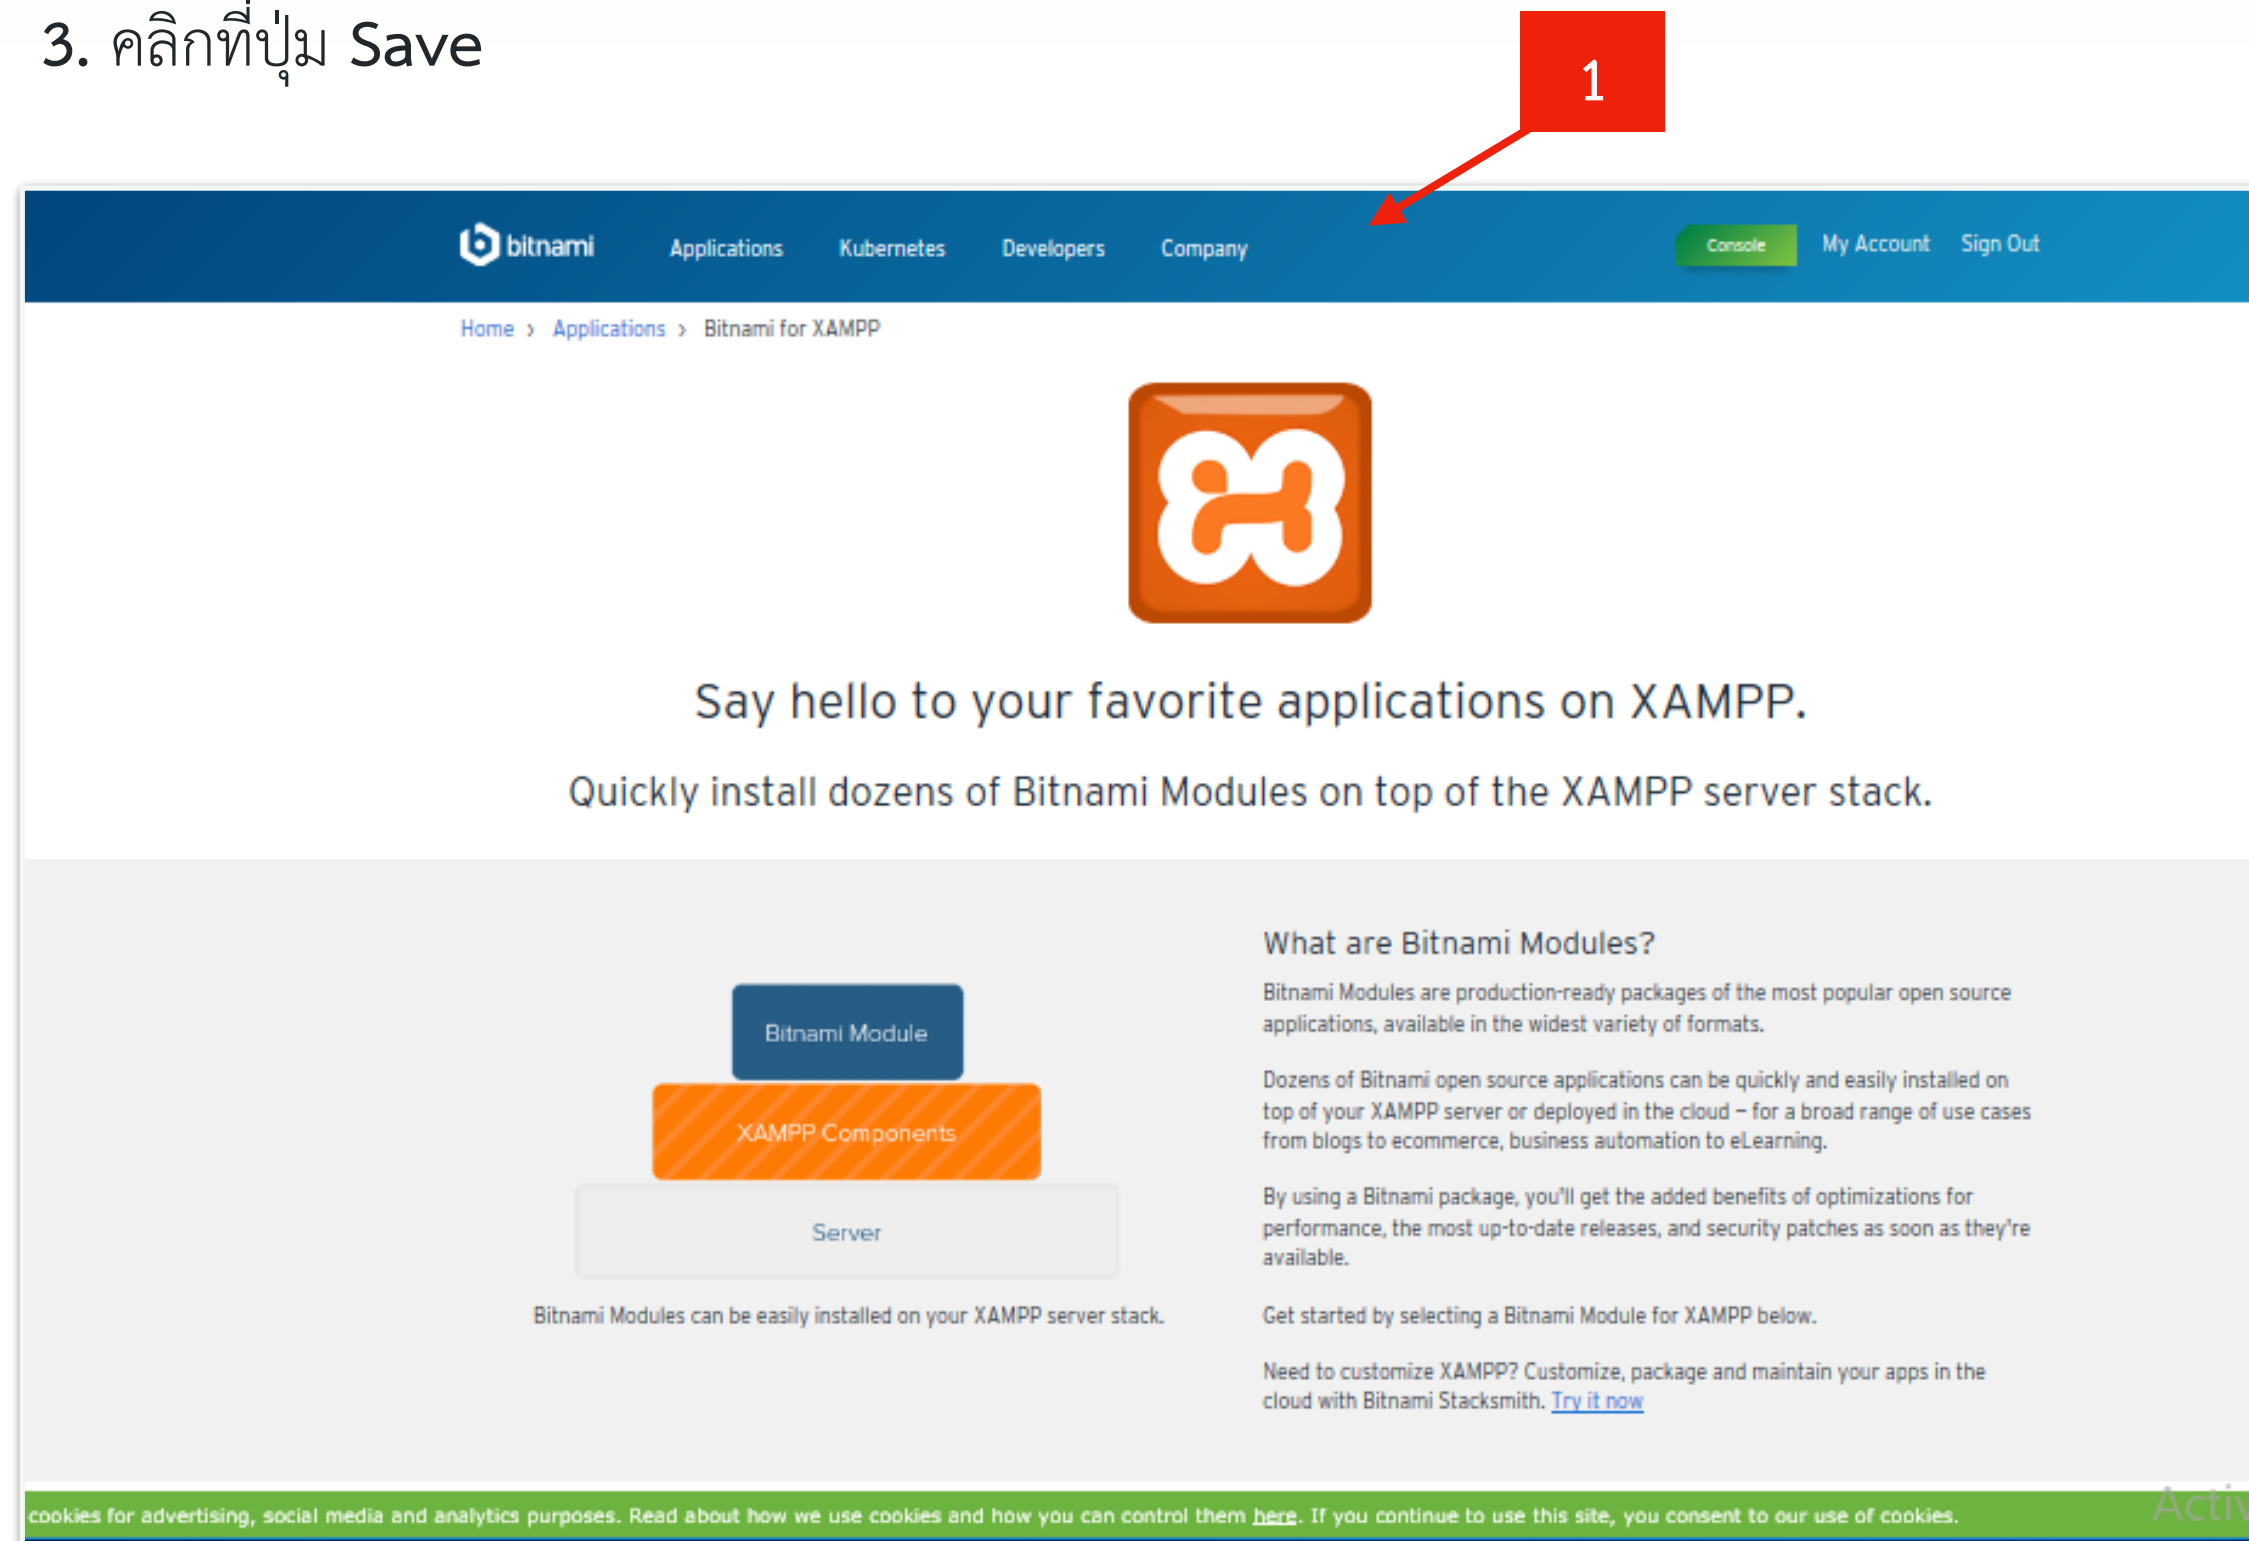 3. คลิกที่ปุ่ม Save
1
bitnami Applications Kubernetes Developers Company Console My Account Sign Out
Home > Applications > Bitnami for XAMPP
Say hello to your favorite applications on XAMPP.
Quickly install dozens of Bitnami Modules on top of the XAMPP server stack.
Bitnami Module
XAMPP Components
Server
Bitnami Modules can be easily installed on your XAMPP server stack.
What are Bitnami Modules?
Bitnami Modules are production-ready packages of the most popular open source
applications, available in the widest variety of formats.
Dozens of Bitnami open source applications can be quickly and easily installed on
top of your XAMPP server or deployed in the cloud – for a broad range of use cases
from blogs to ecommerce, business automation to eLearning.
By using a Bitnami package, you'll get the added benefits of optimizations for
performance, the most up-to-date releases, and security patches as soon as they're
available.
Get started by selecting a Bitnami Module for XAMPP below.
Need to customize XAMPP? Customize, package and maintain your apps in the
cloud with Bitnami Stacksmith. Try it now
cookies for advertising, social media and analytics purposes. Read about how we use cookies and how you can control them here. If you continue to use this site, you consent to our use of cookies.